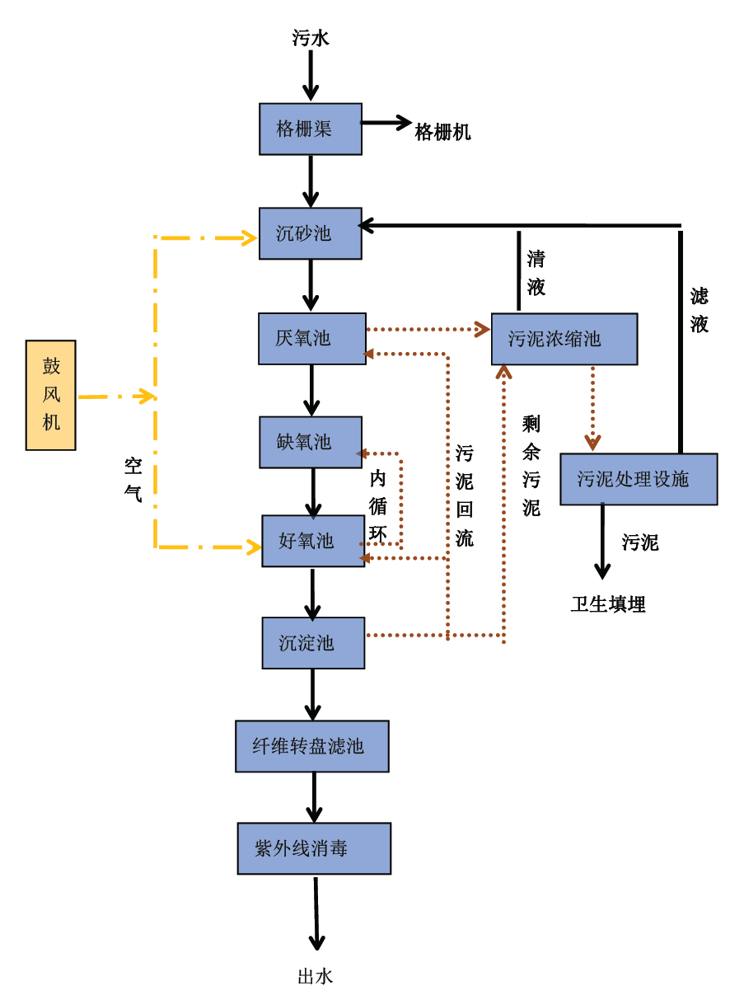 污水
格栅渠
格栅机
沉砂池
清液
滤液
厌氧池
污泥浓缩池
鼓风机
缺氧池
剩余污泥
污泥回流
空气
内循环
污泥处理设施
好氧池
污泥
卫生填埋
沉淀池
纤维转盘滤池
紫外线消毒
出水